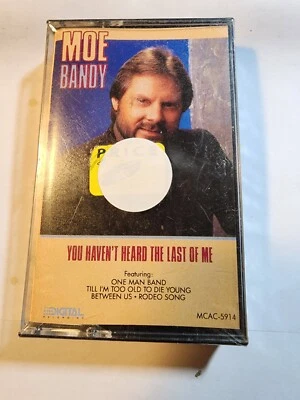 MOE
BANDY
YOU HAVEN'T HEARD THE LAST OF ME
Featuring:
ONE MAN BAND
TILL I'M TOO OLD TO DIE YOUNG
BETWEEN US • RODEO SONG
DIGITAL
MCAC-5914